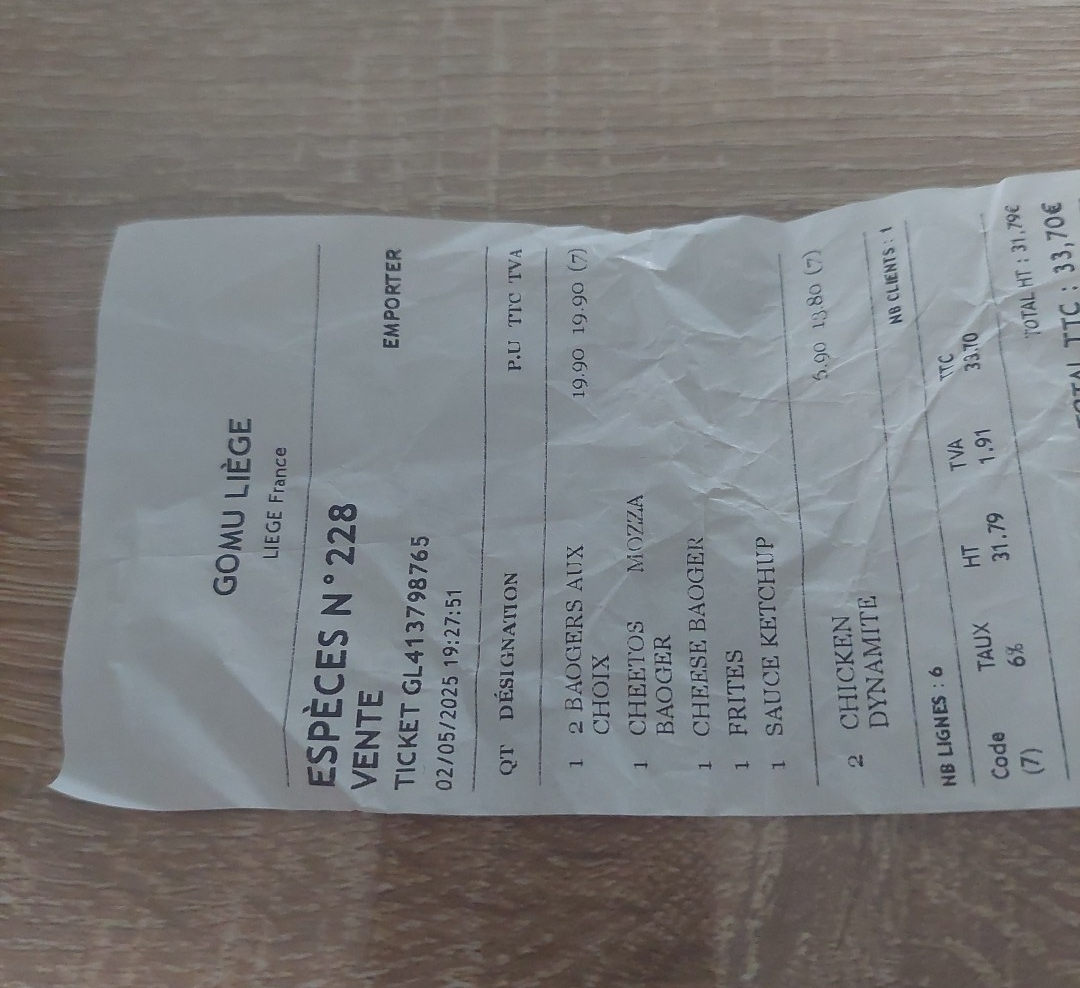 GOMU LIÈGE
LIEGE France
ESPÈCES N°228
VENTE
EMPORTER
TICKET GL413798765
02/05/2025 19:27:51
QT DÉSIGNATION P.U TTC TVA
1 2 BAOGERS AUX 19.90 19.90 (7)
CHOIX
1 CHEETOS MOZZA
BAOGER
1 CHEESE BAOGER
1 FRITES
1 SAUCE KETCHUP
2 CHICKEN 6.90 13.80 (7)
DYNAMITE
NB CLIENTS : 1
NB LIGNES : 6
Code TAUX HT TVA TTC
(7) 6% 31.79 1.91 33.70
TOTAL HT : 31,79€
TOTAL TTC : 33,70€